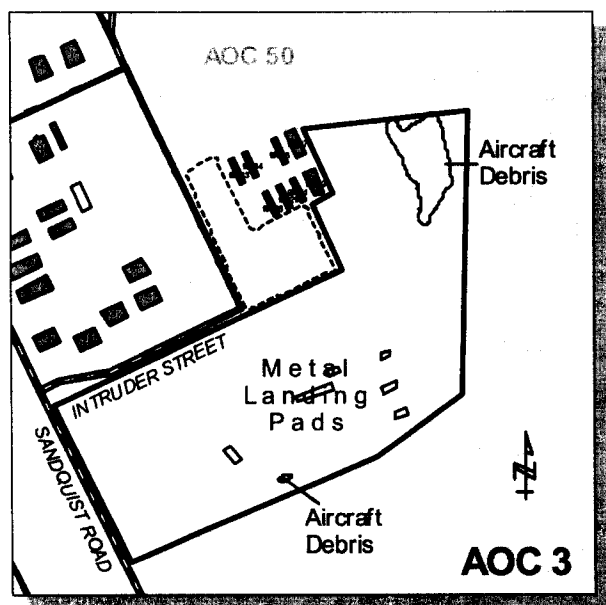 AOC 50
Aircraft
Debris
INTRUDER STREET
Metal
Landing
Pads
SANDQUIST ROAD
Aircraft
Debris
AOC 3